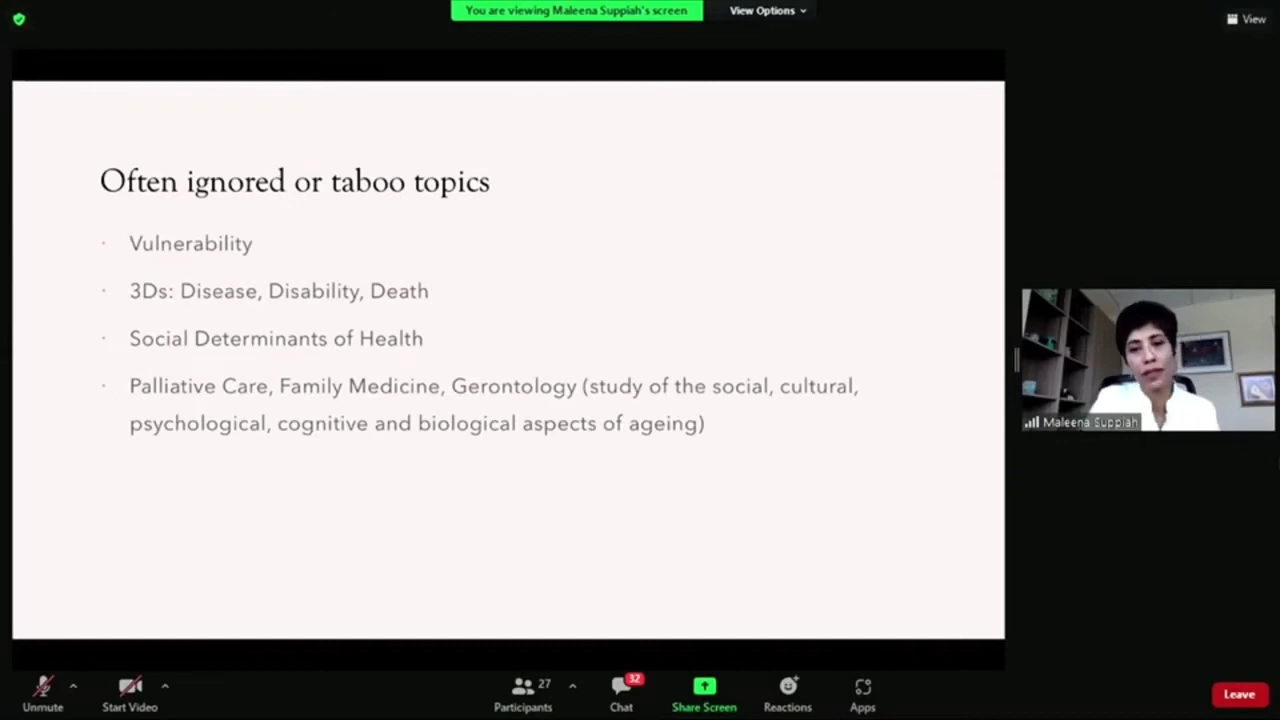 You are viewing Maleena Suppiah's screen
View Options
View
Often ignored or taboo topics
· Vulnerability
· 3Ds: Disease, Disability, Death
· Social Determinants of Health
· Palliative Care, Family Medicine, Gerontology (study of the social, cultural,
psychological, cognitive and biological aspects of ageing)
Maleena Suppiah
27
32
Unmute
Start Video
Participants
Chat
Share Screen
Reactions
Apps
Leave